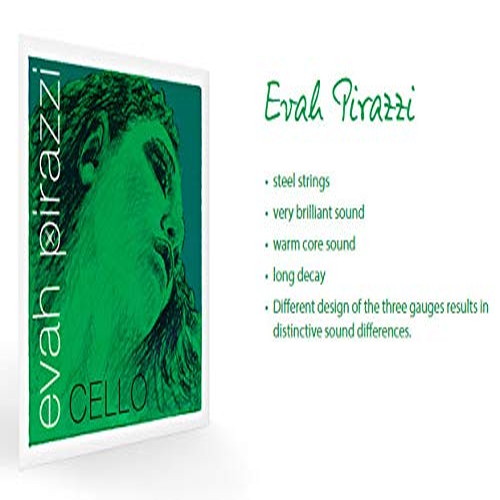 evah pirazzi
CELLO
Evah Pirazzi
• steel strings
• very brilliant sound
• warm core sound
• long decay
• Different design of the three gauges results in
distinctive sound differences.